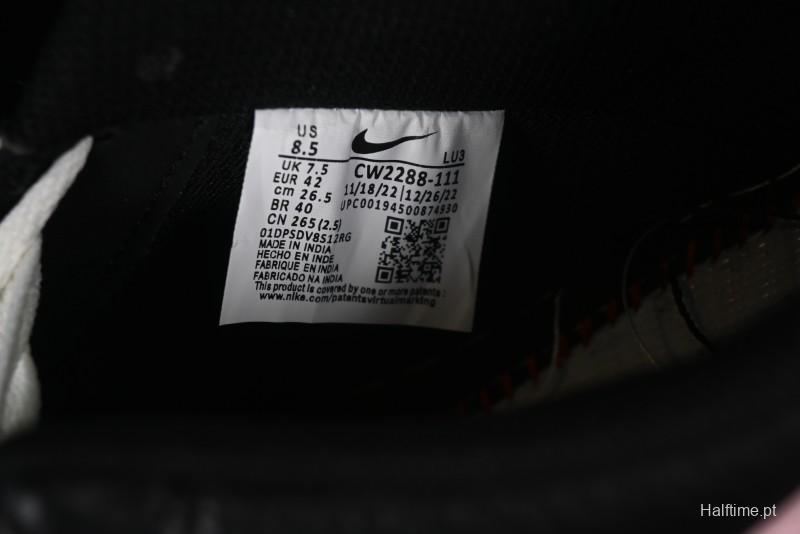 US
8.5
LU3
UK 7.5
CW2288-111
EUR 42
11/18/22 | 12/26/22
cm 26.5
UPC00194500874930
BR 40
CN 265 (2.5)
01DPSDV8S12RG
MADE IN INDIA
HECHO EN INDE
FABRIQUE EN INDIA
FABRICADO NA INDIA
This product is covered by one or more patents :
www.nike.com/patentsvirtualmarking
Halftime.pt